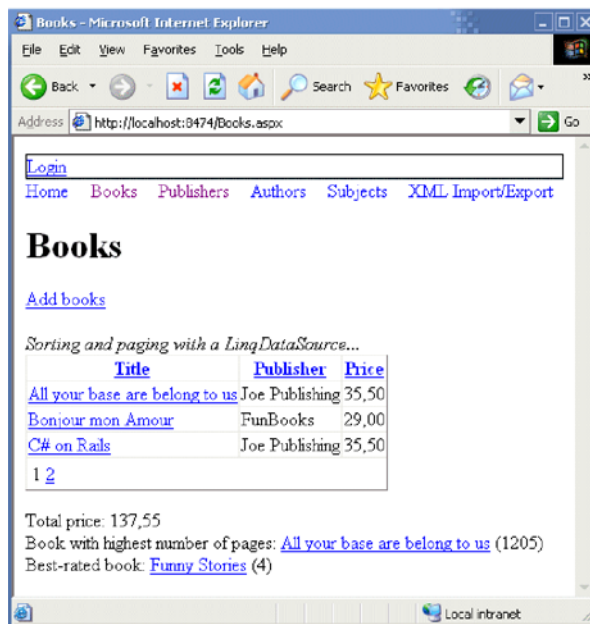 Books - Microsoft Internet Explorer
File Edit View Favorites Tools Help
Back Search Favorites »
Address http://localhost:8474/Books.aspx Go
Login
Home Books Publishers Authors Subjects XML Import/Export
Books
Add books
Sorting and paging with a LinqDataSource...
Title Publisher Price
All your base are belong to us Joe Publishing 35,50
Bonjour mon Amour FunBooks 29,00
C# on Rails Joe Publishing 35,50
1 2
Total price: 137,55
Book with highest number of pages: All your base are belong to us (1205)
Best-rated book: Funny Stories (4)
Local intranet